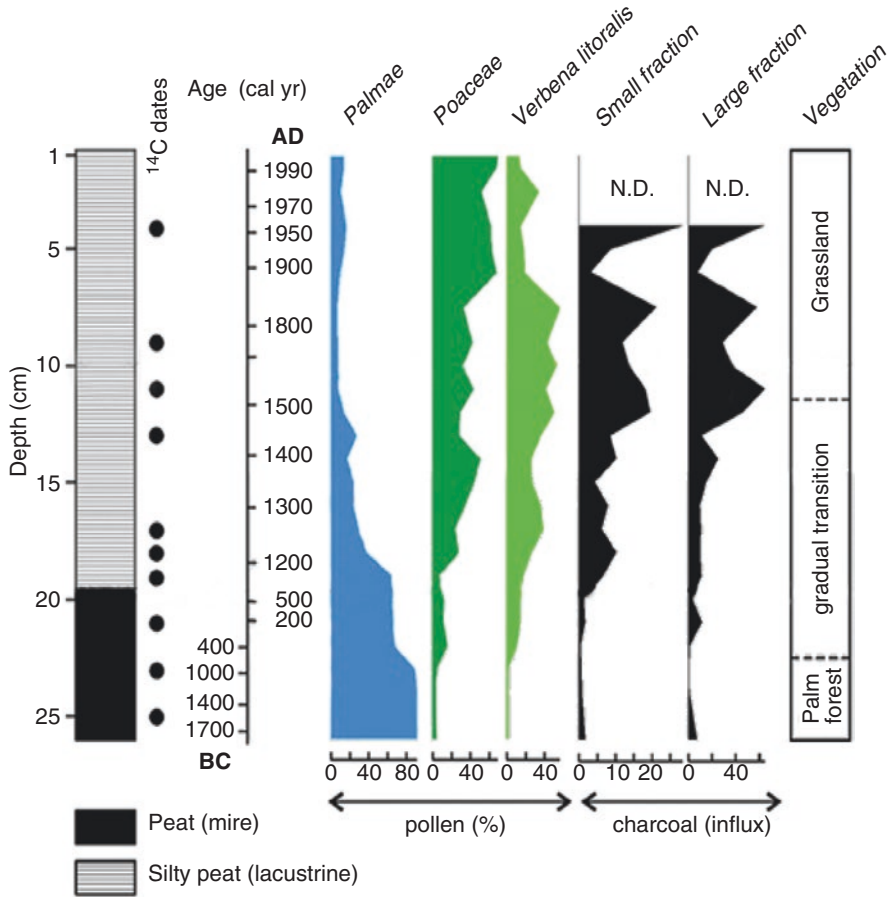 ¹⁴C dates
Age (cal yr)
Palmae
Poaceae
Verbena litoralis
Small fraction
Large fraction
Vegetation
AD
BC
Depth (cm)
1
5
10
15
20
25
1990
1970
1950
1900
1800
1500
1400
1300
1200
500
200
400
1000
1400
1700
N.D.
N.D.
Grassland
gradual transition
Palm
forest
0 40 80
0 40
0 40
0 10 20
0 40
pollen (%)
charcoal (influx)
Peat (mire)
Silty peat (lacustrine)